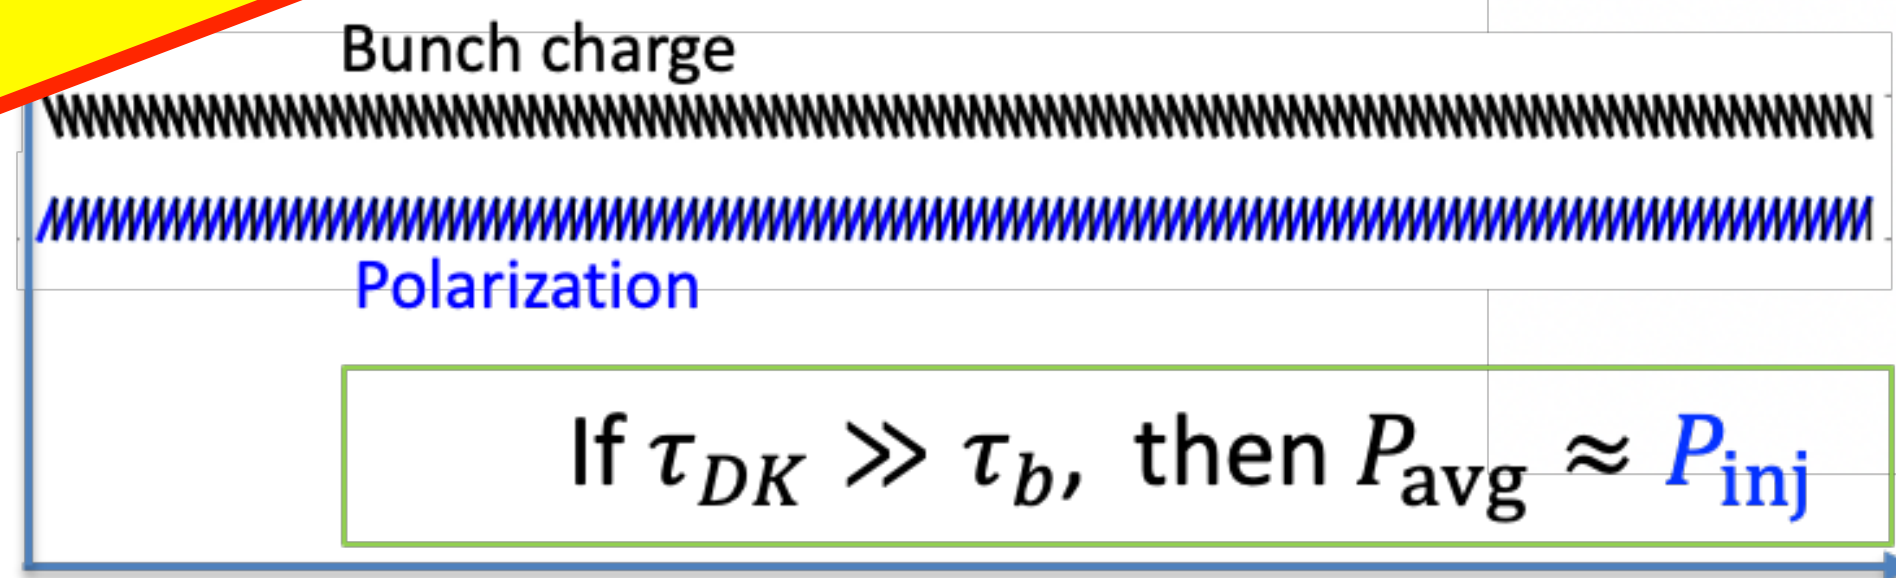 Bunch charge
Polarization
If τ_DK ≫ τ_b, then P_avg ≈ P_inj